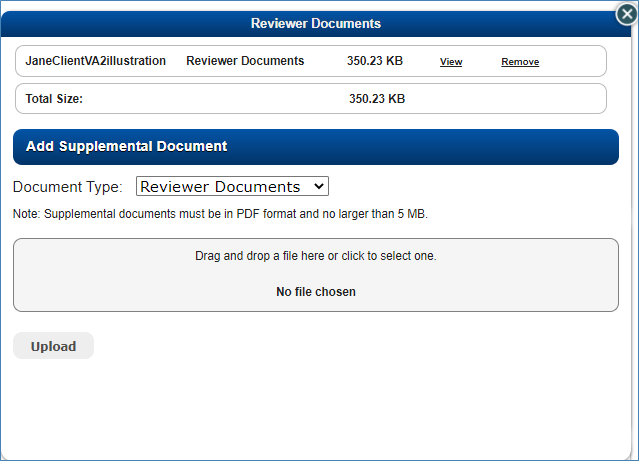 Reviewer Documents
JaneClientVA2illustration Reviewer Documents 350.23 KB View Remove
Total Size: 350.23 KB
Add Supplemental Document
Document Type: Reviewer Documents
Note: Supplemental documents must be in PDF format and no larger than 5 MB.
Drag and drop a file here or click to select one.
No file chosen
Upload